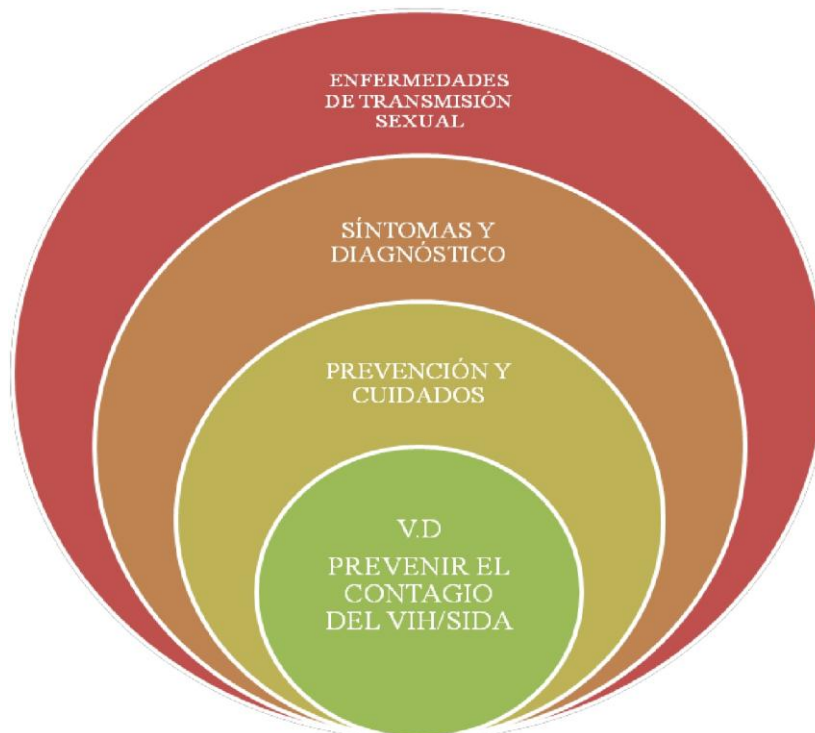 ENFERMEDADES
DE TRANSMISIÓN
SEXUAL
SÍNTOMAS Y
DIAGNÓSTICO
PREVENCIÓN Y
CUIDADOS
V.D
PREVENIR EL
CONTAGIO
DEL VIH/SIDA